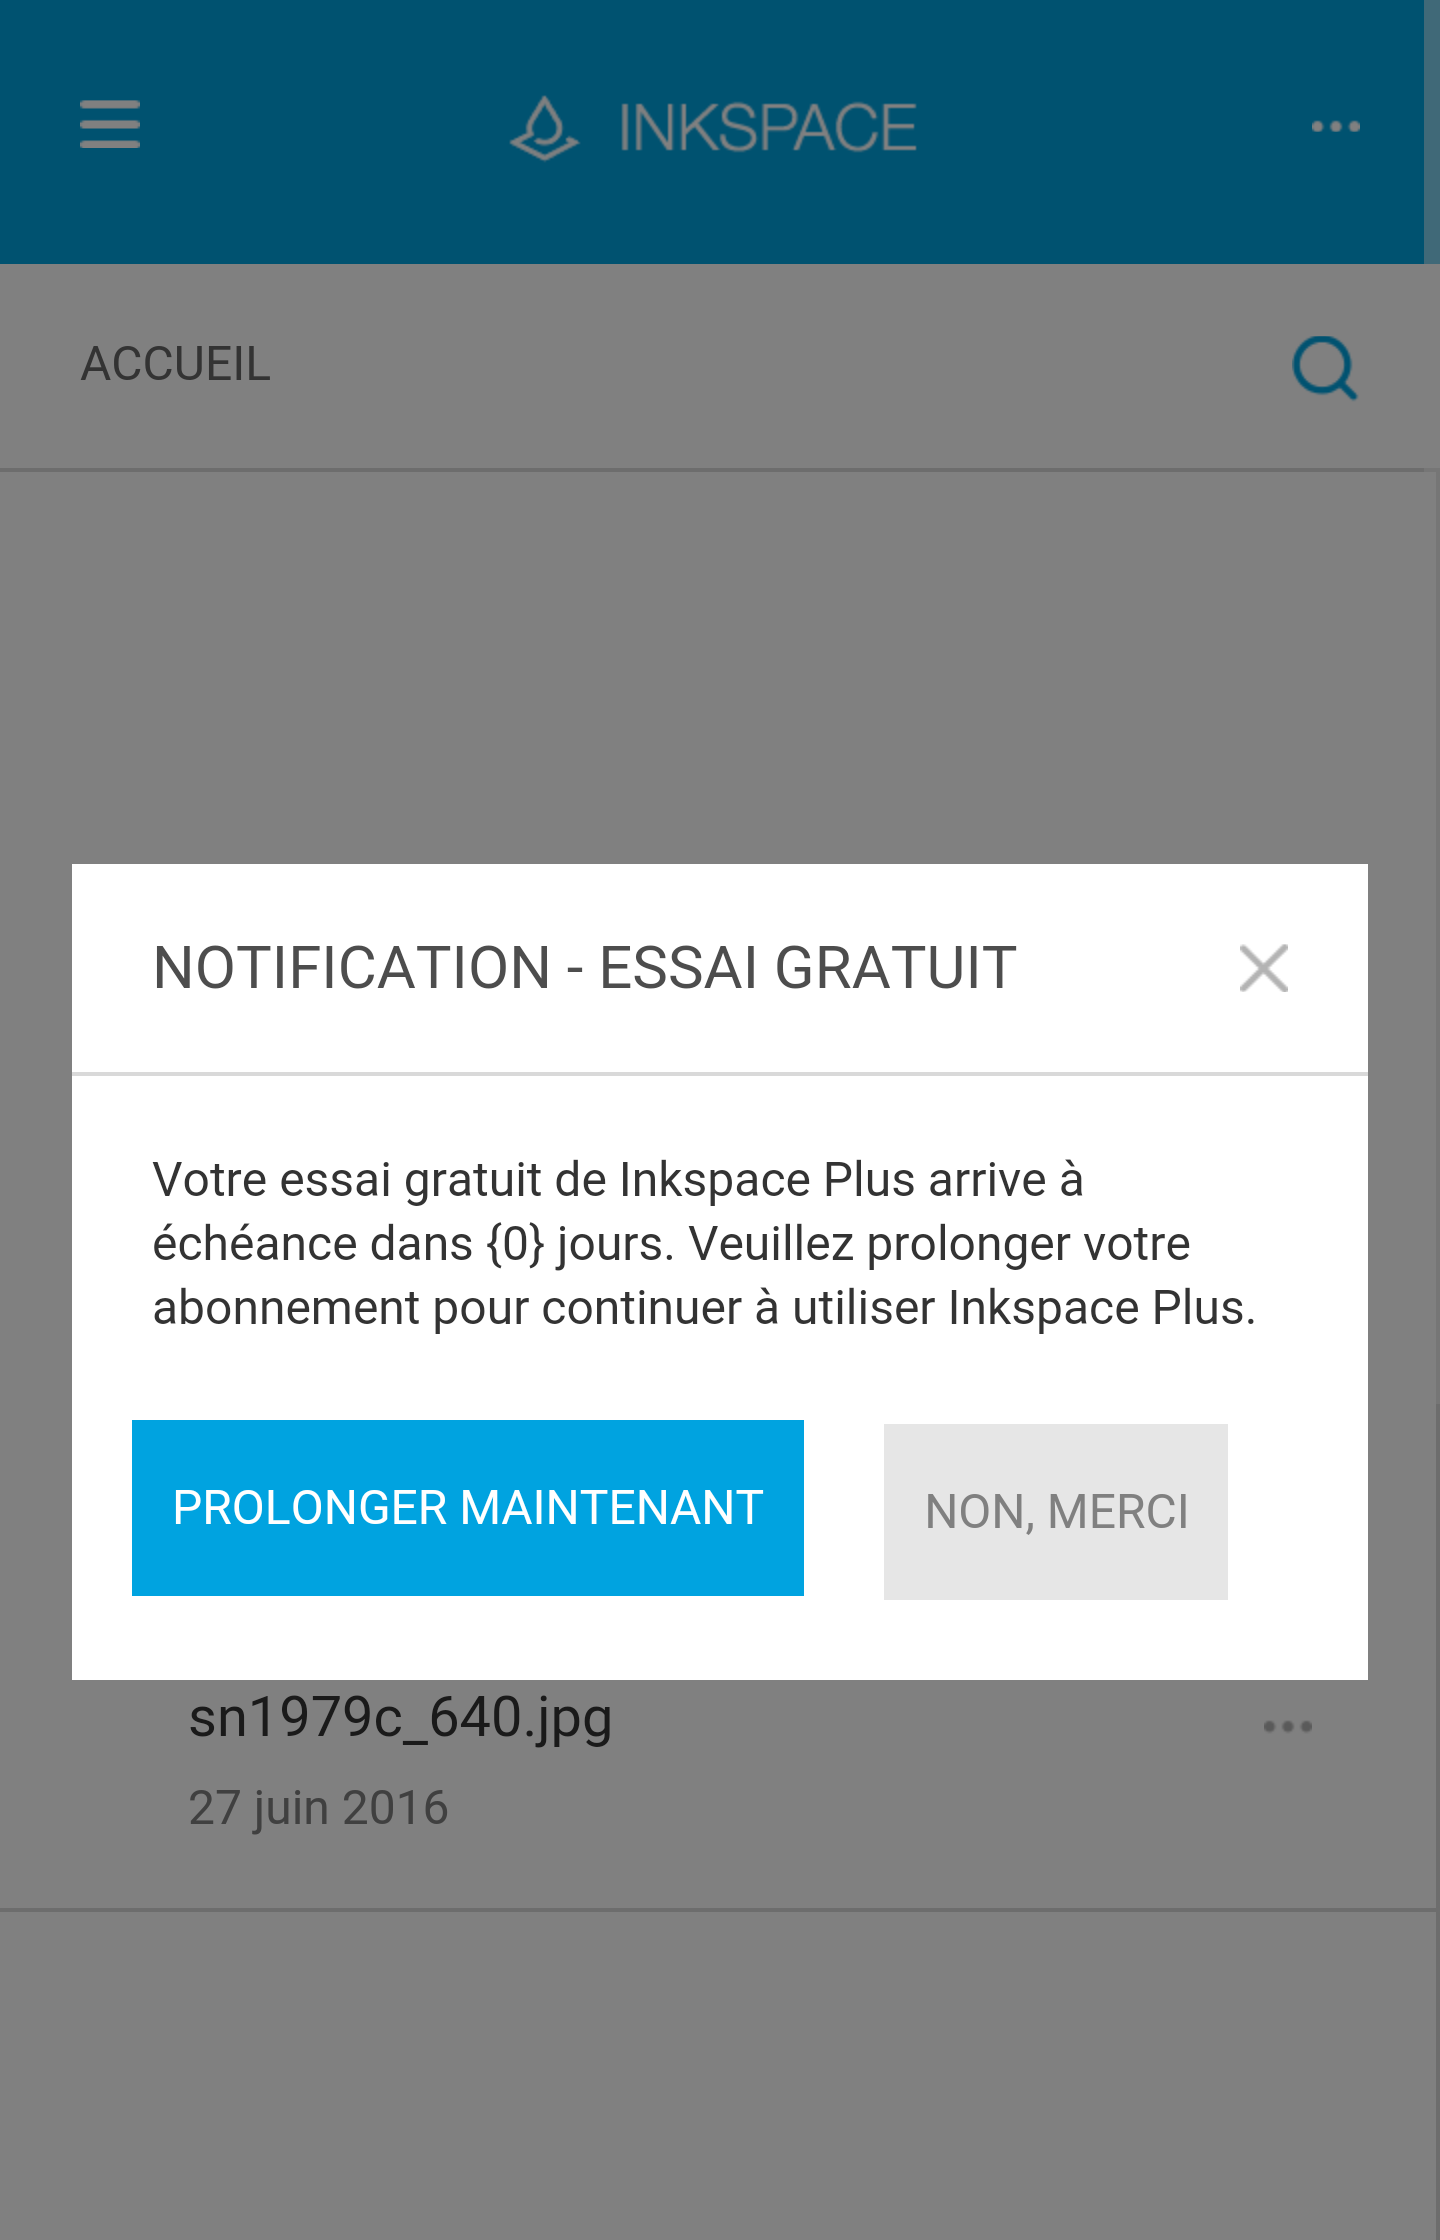 INKSPACE
ACCUEIL
NOTIFICATION - ESSAI GRATUIT
Votre essai gratuit de Inkspace Plus arrive à
échéance dans {0} jours. Veuillez prolonger votre
abonnement pour continuer à utiliser Inkspace Plus.
PROLONGER MAINTENANT
NON, MERCI
sn1979c_640.jpg
27 juin 2016